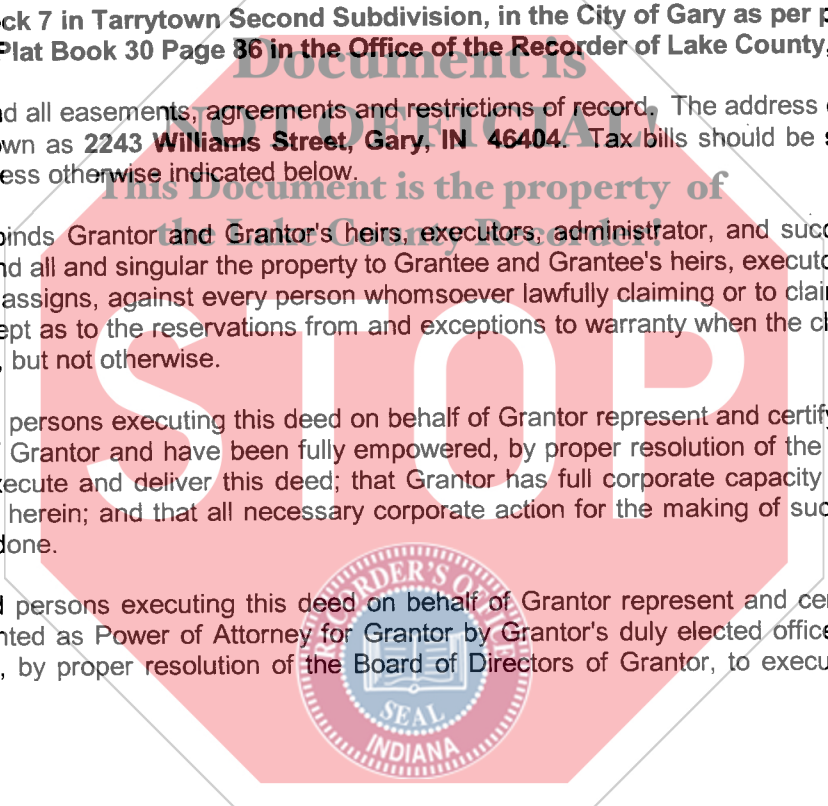 ck 7 in Tarrytown Second Subdivision, in the City of Gary as per p
Plat Book 30 Page 86 in the Office of the Recorder of Lake County,
Document is
nd all easements, agreements and restrictions of record. The address
NOT OFFICIAL!
wn as 2243 Williams Street, Gary, IN 46404. Tax bills should be s
ess otherwise indicated below.
This Document is the property of
the Lake County Recorder!
binds Grantor and Grantor's heirs, executors, administrator, and succ
nd all and singular the property to Grantee and Grantee's heirs, executo
assigns, against every person whomsoever lawfully claiming or to clai
ept as to the reservations from and exceptions to warranty when the cl
, but not otherwise.
STOP
persons executing this deed on behalf of Grantor represent and certify
Grantor and have been fully empowered, by proper resolution of the
xecute and deliver this deed; that Grantor has full corporate capacity
herein; and that all necessary corporate action for the making of suc
done.
d persons executing this deed on behalf of Grantor represent and cer
nted as Power of Attorney for Grantor by Grantor's duly elected office
, by proper resolution of the Board of Directors of Grantor, to execu
RECORDER'S OFFICE
SEAL
INDIANA